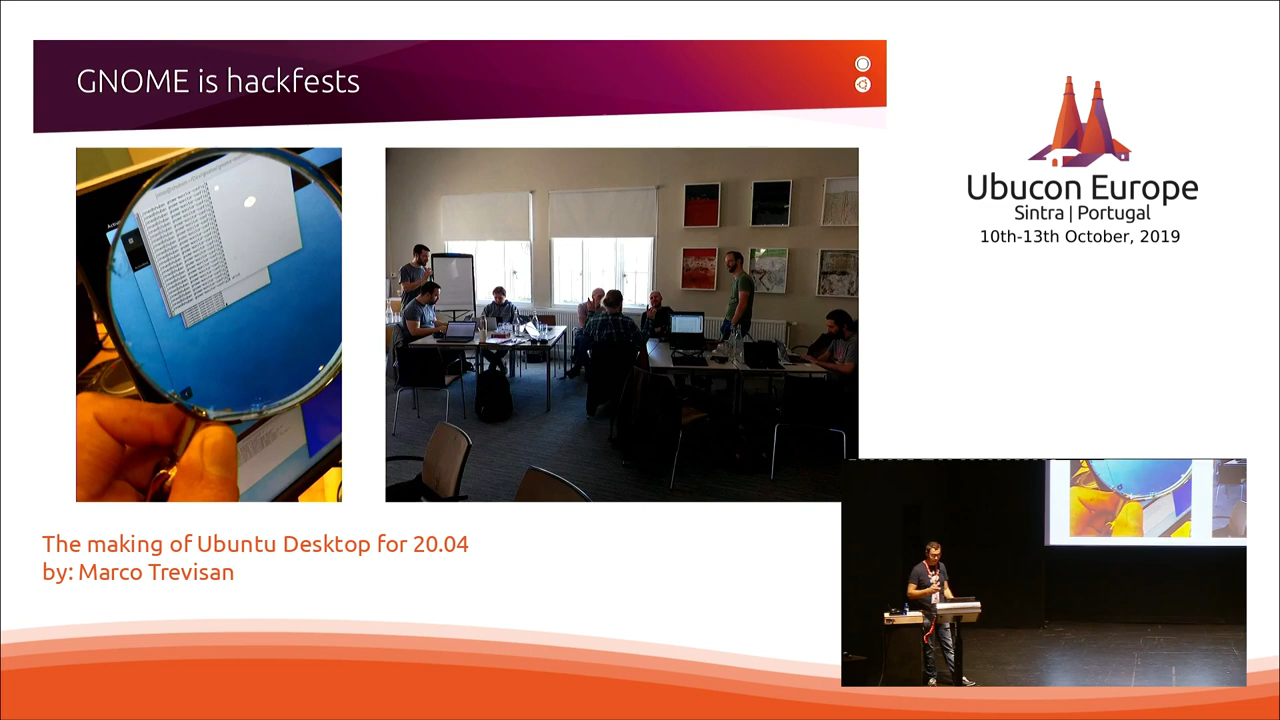 GNOME is hackfests
Ubucon Europe
Sintra | Portugal
10th-13th October, 2019
The making of Ubuntu Desktop for 20.04
by: Marco Trevisan